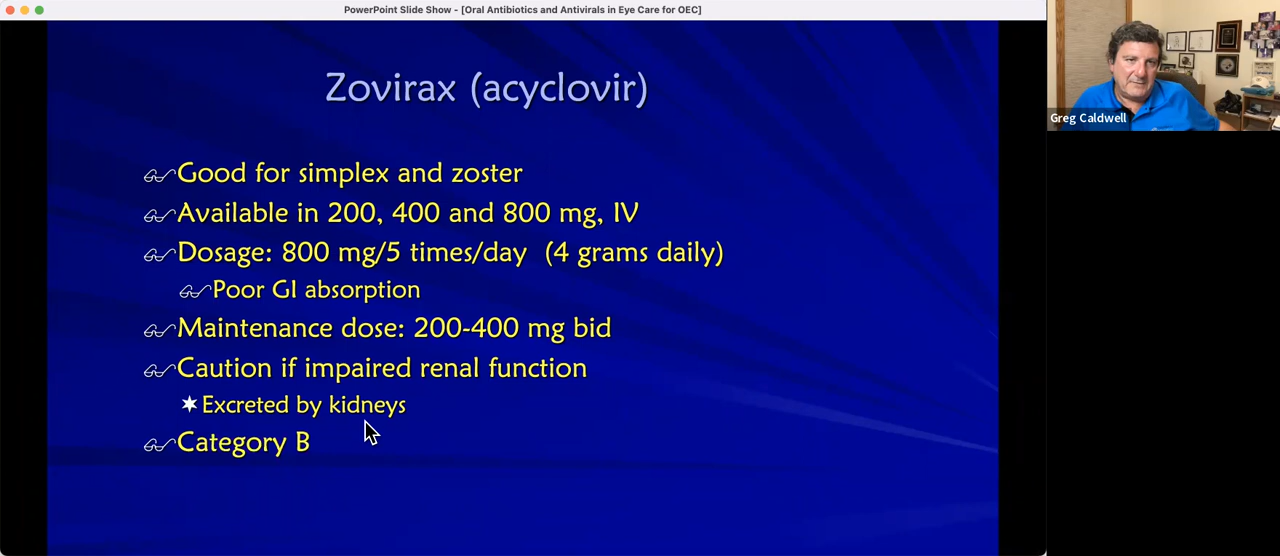 PowerPoint Slide Show - [Oral Antibiotics and Antivirals in Eye Care for OEC]
Zovirax (acyclovir)
Good for simplex and zoster
Available in 200, 400 and 800 mg, IV
Dosage: 800 mg/5 times/day (4 grams daily)
Poor GI absorption
Maintenance dose: 200-400 mg bid
Caution if impaired renal function
Excreted by kidneys
Category B
Greg Caldwell